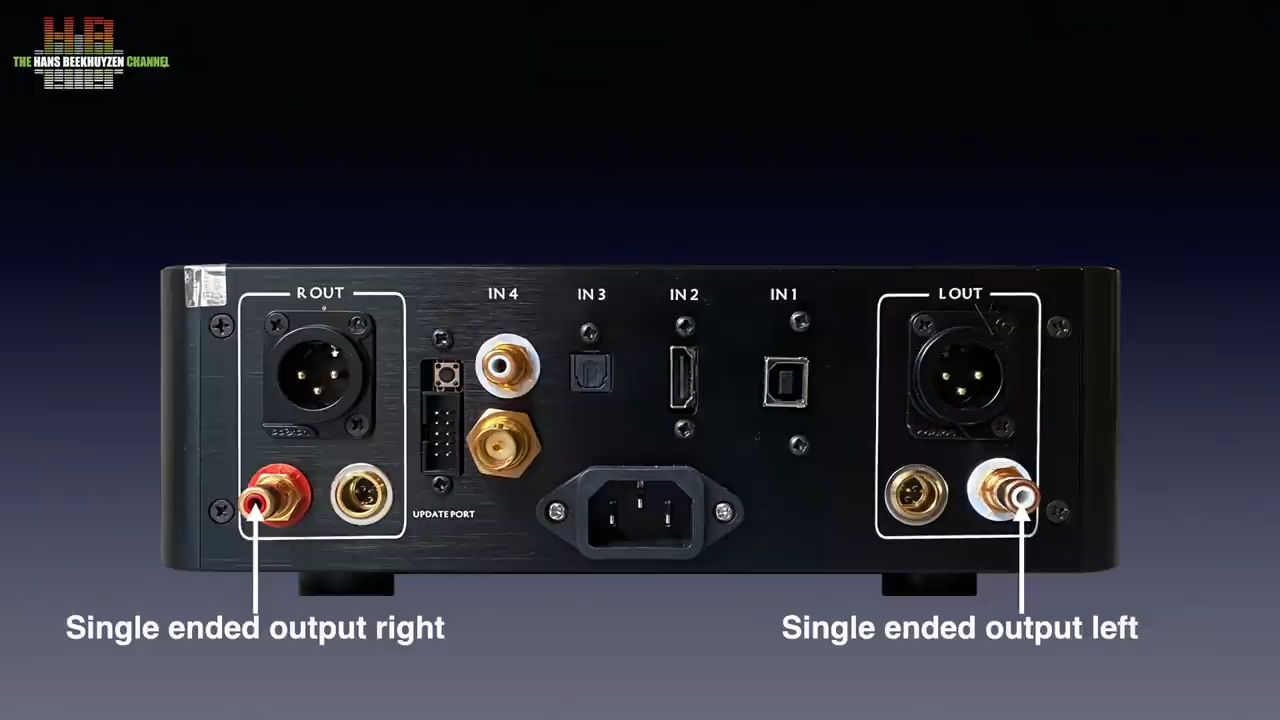 THE HANS BEEKHUYZEN CHANNEL
R OUT
IN 4
IN 3
IN 2
IN 1
L OUT
UPDATE PORT
Single ended output right
Single ended output left